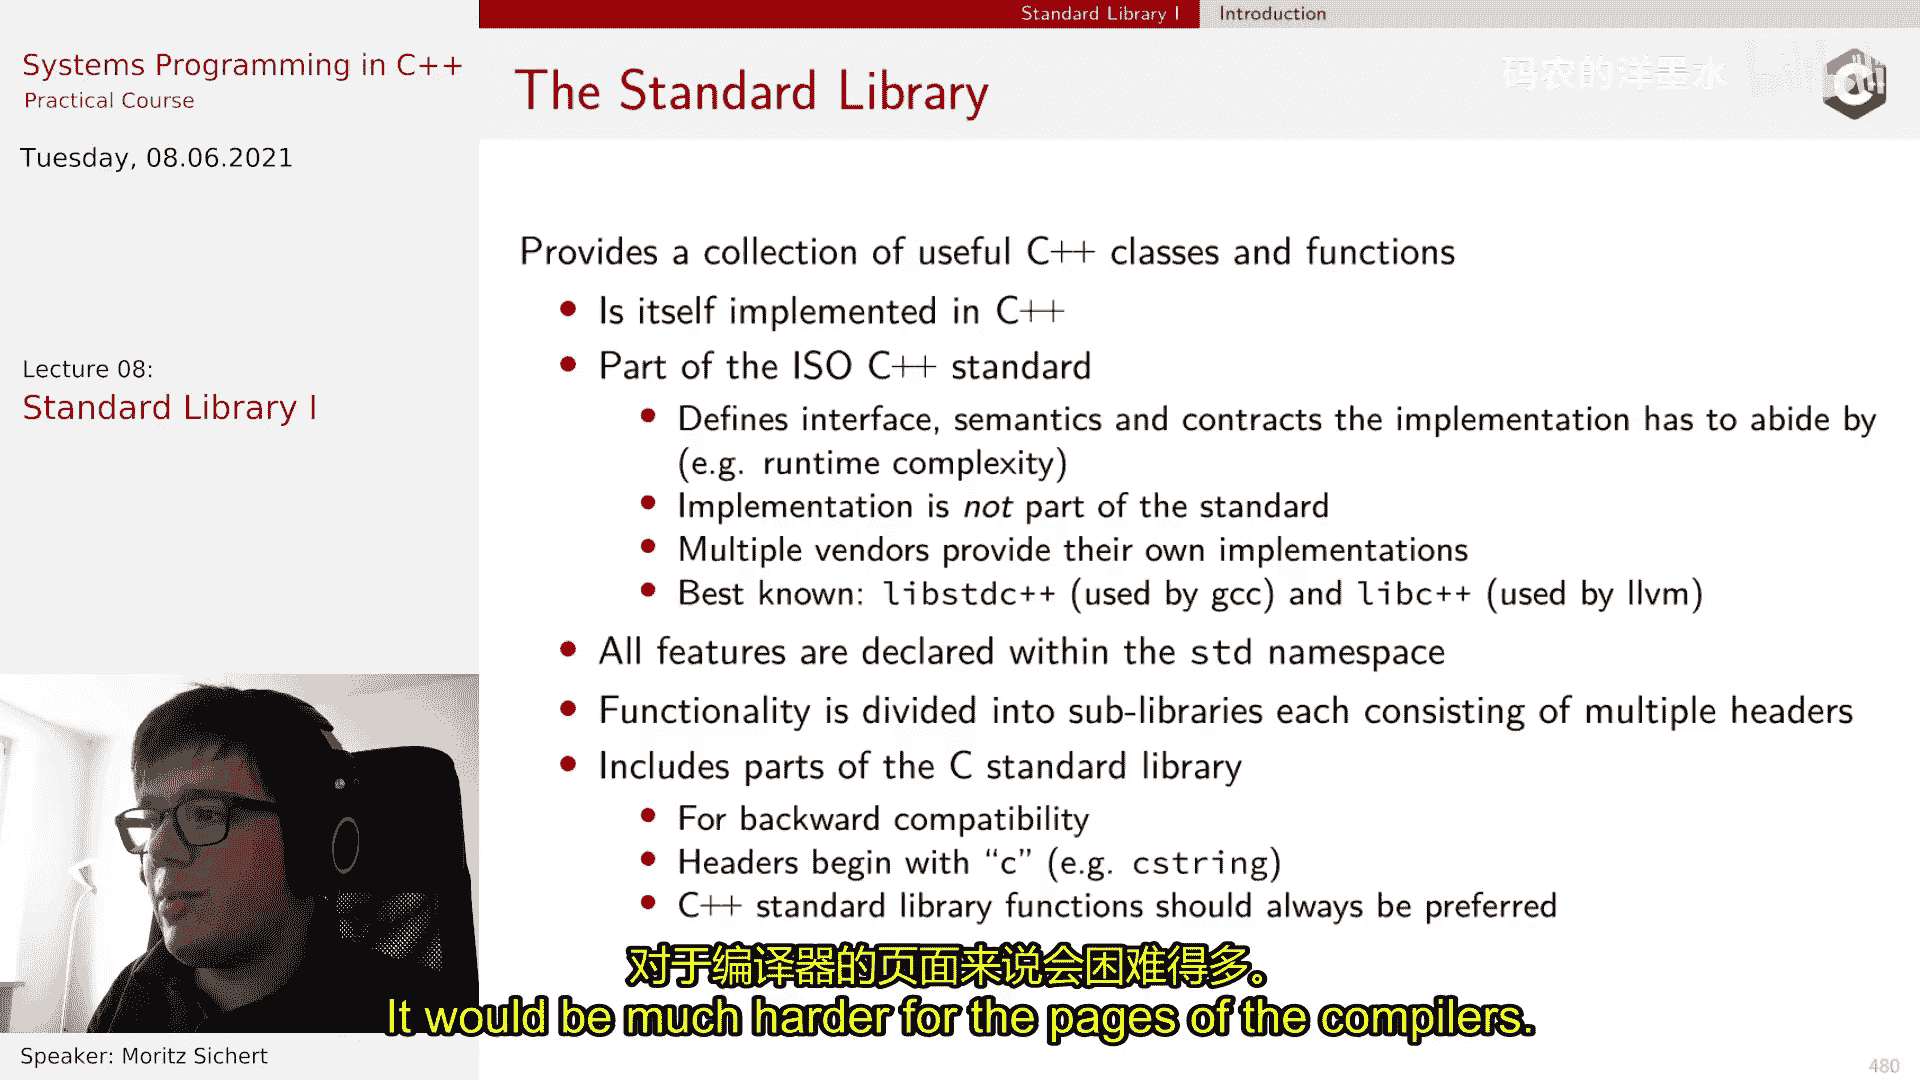 Standard Library I
Introduction
Systems Programming in C++
Practical Course
Tuesday, 08.06.2021
Lecture 08:
Standard Library I
The Standard Library
码农的洋墨水
Provides a collection of useful C++ classes and functions
• Is itself implemented in C++
• Part of the ISO C++ standard
• Defines interface, semantics and contracts the implementation has to abide by
(e.g. runtime complexity)
• Implementation is not part of the standard
• Multiple vendors provide their own implementations
• Best known: libstdc++ (used by gcc) and libc++ (used by llvm)
• All features are declared within the std namespace
• Functionality is divided into sub-libraries each consisting of multiple headers
• Includes parts of the C standard library
• For backward compatibility
• Headers begin with “c” (e.g. cstring)
• C++ standard library functions should always be preferred
对于编译器的页面来说会困难得多。
It would be much harder for the pages of the compilers.
Speaker: Moritz Sichert
480